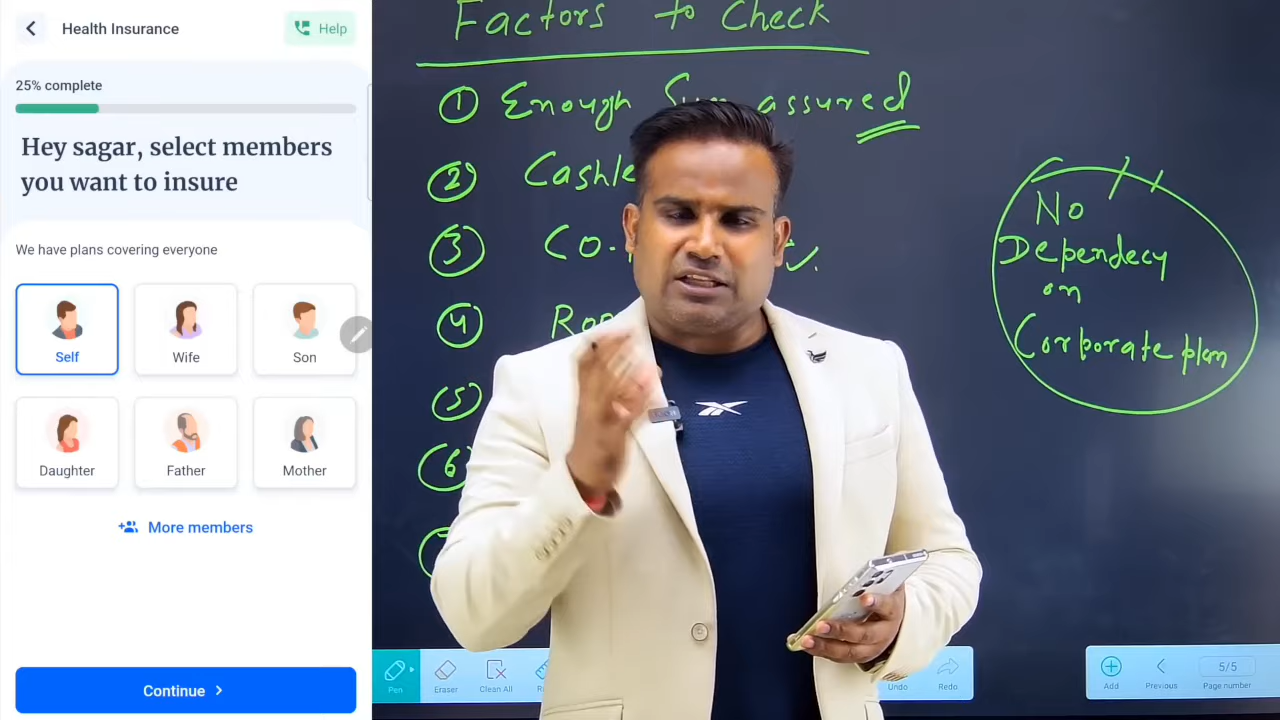 Health Insurance
Help
25% complete
Hey sagar, select members
you want to insure
We have plans covering everyone
Self
Wife
Son
Daughter
Father
Mother
More members
Continue
Factors to Check
① Enough Sum assured
②
③ Co-
④
⑤
⑥
No
Dependecy
on
Corporate plan
Pen
Eraser
Clean All
Undo
Redo
Add
Previous
5/5
Page number